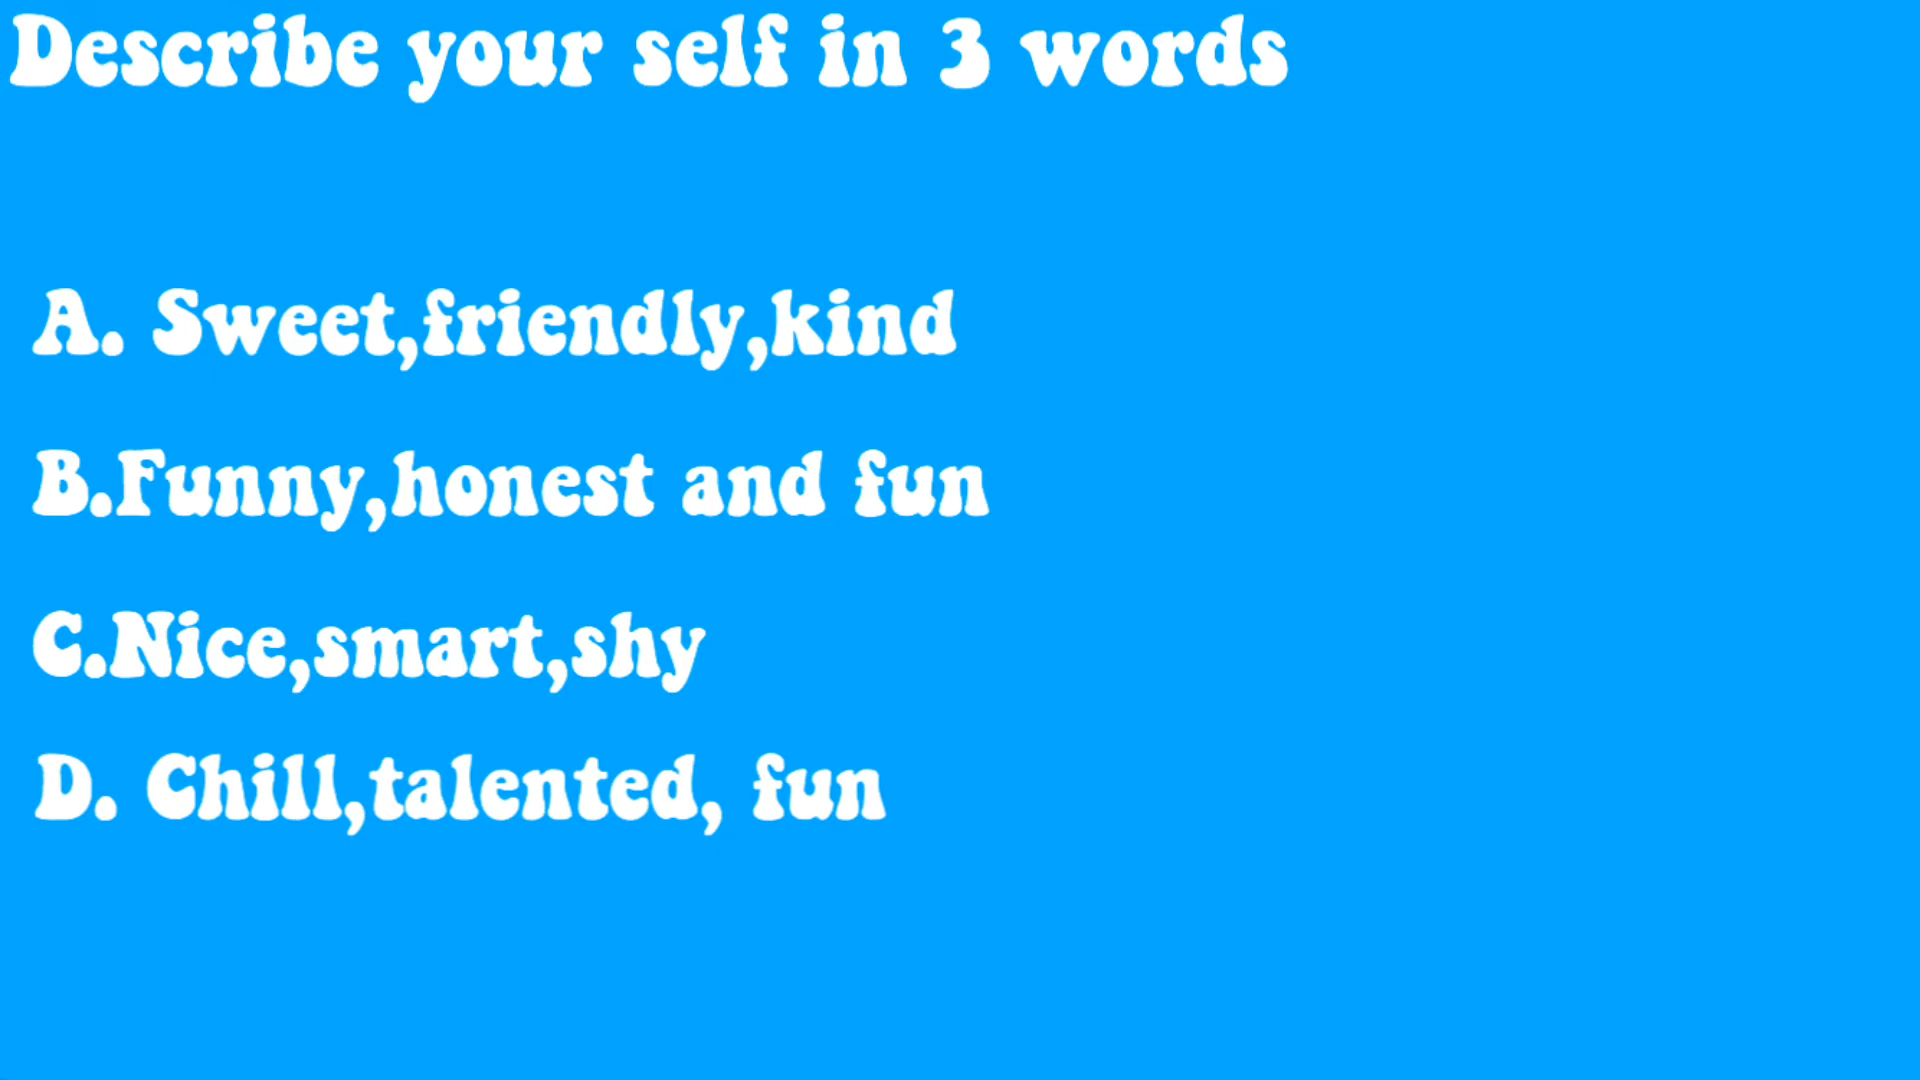 Describe your self in 3 words
A. Sweet,friendly,kind
B.Funny,honest and fun
C.Nice,smart,shy
D. Chill,talented, fun